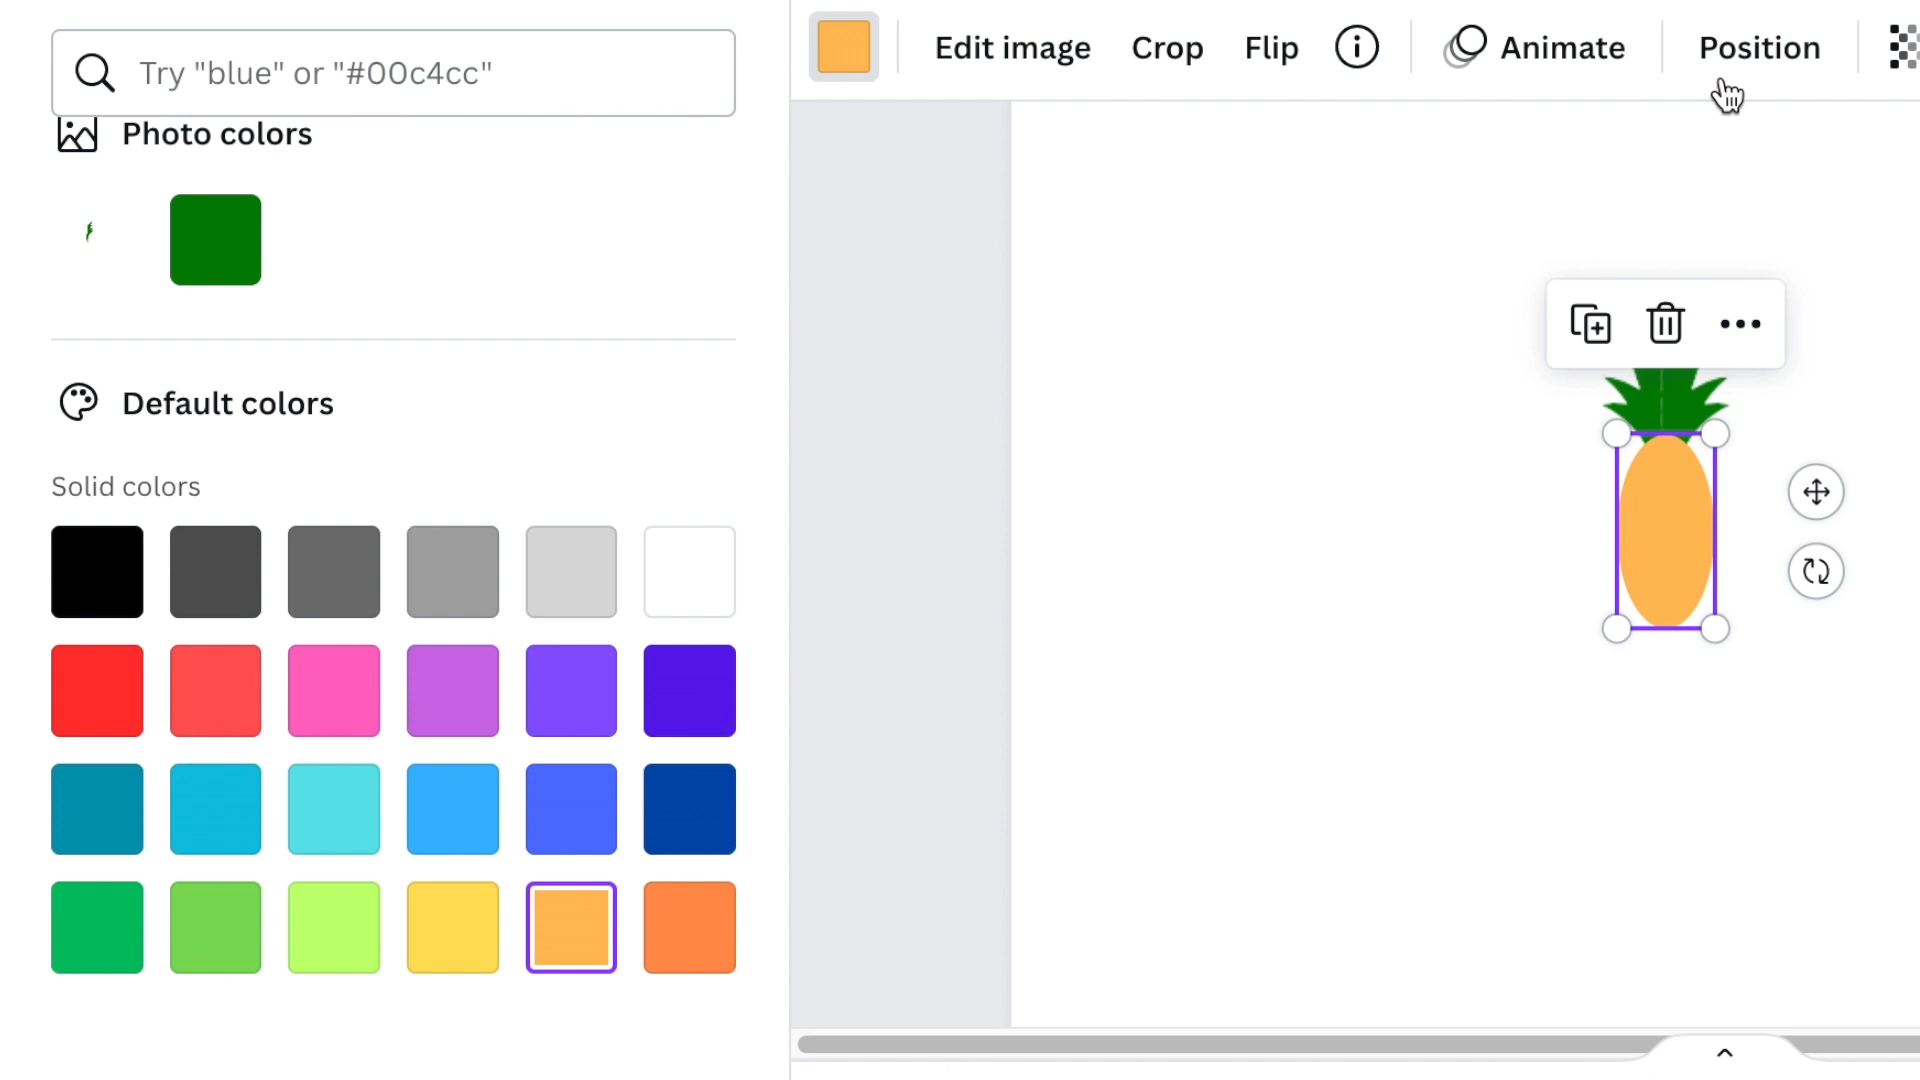 Try "blue" or "#00c4cc"
Photo colors
Default colors
Solid colors
Edit image
Crop
Flip
Animate
Position